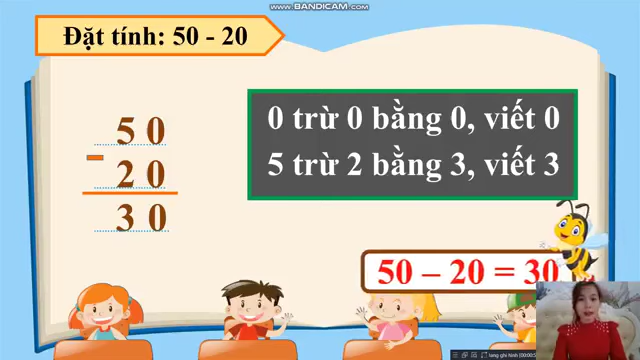 www.BANDICAM.com
Đặt tính: 50 - 20
5 0
-
2 0
3 0
0 trừ 0 bằng 0, viết 0
5 trừ 2 bằng 3, viết 3
50 – 20 = 30